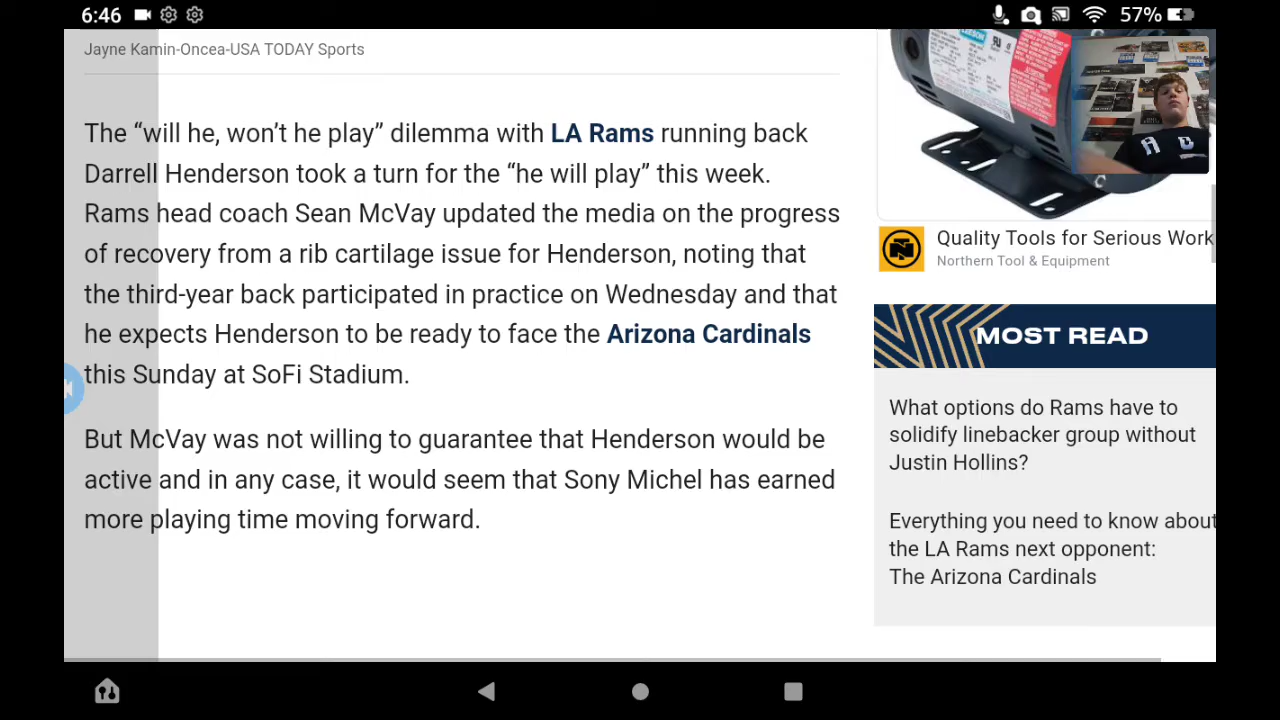 6:46
57%
Jayne Kamin-Oncea-USA TODAY Sports
The “will he, won’t he play” dilemma with LA Rams running back
Darrell Henderson took a turn for the “he will play” this week.
Rams head coach Sean McVay updated the media on the progress
of recovery from a rib cartilage issue for Henderson, noting that
the third-year back participated in practice on Wednesday and that
he expects Henderson to be ready to face the Arizona Cardinals
this Sunday at SoFi Stadium.
But McVay was not willing to guarantee that Henderson would be
active and in any case, it would seem that Sony Michel has earned
more playing time moving forward.
Quality Tools for Serious Work
Northern Tool & Equipment
MOST READ
What options do Rams have to
solidify linebacker group without
Justin Hollins?
Everything you need to know about
the LA Rams next opponent:
The Arizona Cardinals